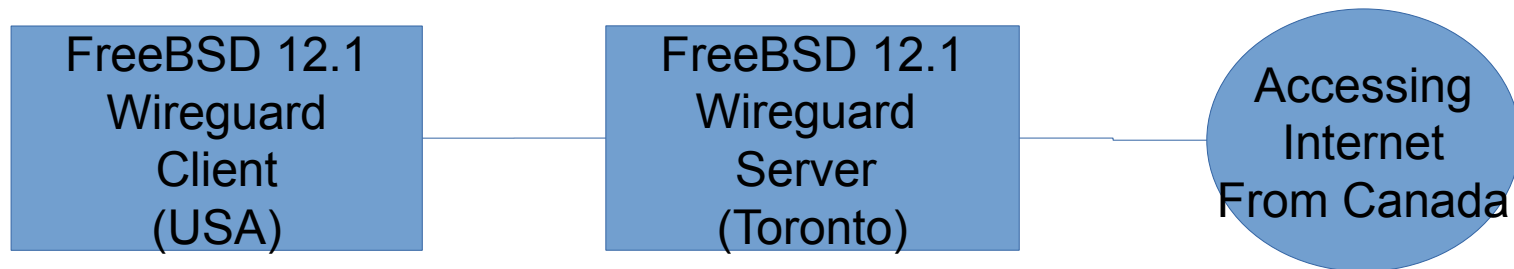 FreeBSD 12.1
Wireguard
Client
(USA)
FreeBSD 12.1
Wireguard
Server
(Toronto)
Accessing
Internet
From Canada